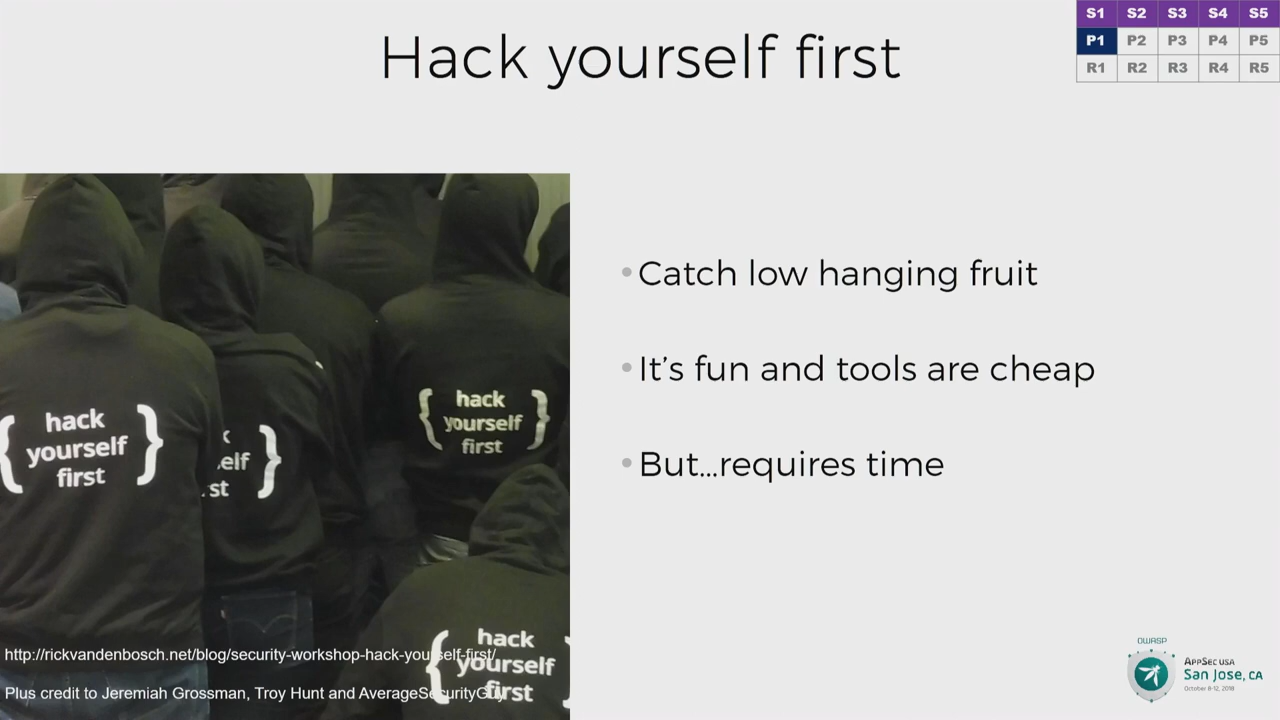 Hack yourself first
S1 S2 S3 S4 S5
P1 P2 P3 P4 P5
R1 R2 R3 R4 R5
Catch low hanging fruit
It's fun and tools are cheap
But...requires time
{ hack
yourself
first }
k
elf
st }
{ hack
yourself
first }
{ hack
yourself
first }
http://rickvandenbosch.net/blog/security-workshop-hack-yourself-first/
Plus credit to Jeremiah Grossman, Troy Hunt and AverageSecurityGuy
OWASP
AppSec USA
San Jose, CA
October 8-12, 2018